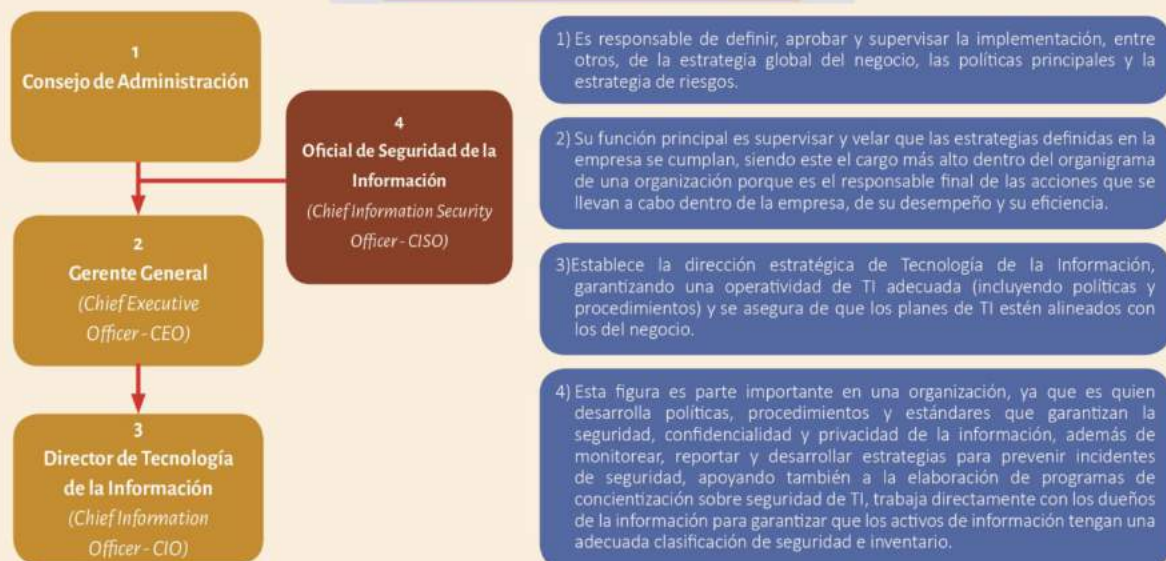 1
Consejo de Administración
4
Oficial de Seguridad de la
Información
(Chief Information Security
Officer - CISO)
2
Gerente General
(Chief Executive
Officer - CEO)
3
Director de Tecnología
de la Información
(Chief Information
Officer - CIO)
1) Es responsable de definir, aprobar y supervisar la implementación, entre
otros, de la estrategia global del negocio, las políticas principales y la
estrategia de riesgos.
2) Su función principal es supervisar y velar que las estrategias definidas en la
empresa se cumplan, siendo este el cargo más alto dentro del organigrama
de una organización porque es el responsable final de las acciones que se
llevan a cabo dentro de la empresa, de su desempeño y su eficiencia.
3)Establece la dirección estratégica de Tecnología de la Información,
garantizando una operatividad de TI adecuada (incluyendo políticas y
procedimientos) y se asegura de que los planes de TI estén alineados con
los del negocio.
4) Esta figura es parte importante en una organización, ya que es quien
desarrolla políticas, procedimientos y estándares que garantizan la
seguridad, confidencialidad y privacidad de la información, además de
monitorear, reportar y desarrollar estrategias para prevenir incidentes
de seguridad, apoyando también a la elaboración de programas de
concientización sobre seguridad de TI, trabaja directamente con los dueños
de la información para garantizar que los activos de información tengan una
adecuada clasificación de seguridad e inventario.